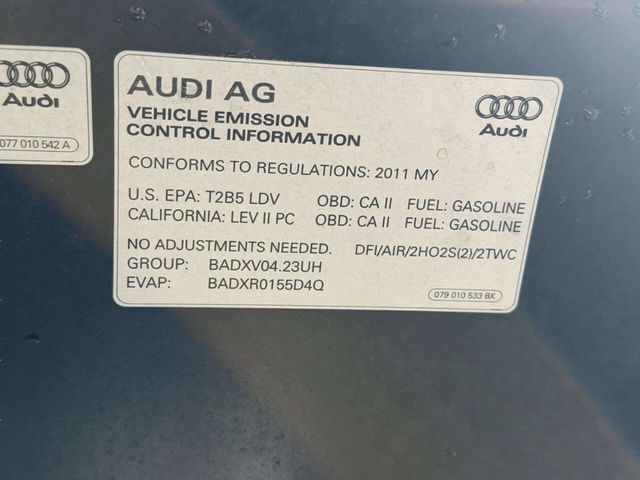 Audi
077 010 542 A
AUDI AG
Audi
VEHICLE EMISSION
CONTROL INFORMATION
CONFORMS TO REGULATIONS: 2011 MY
U.S. EPA: T2B5 LDV OBD: CA II FUEL: GASOLINE
CALIFORNIA: LEV II PC OBD: CA II FUEL: GASOLINE
NO ADJUSTMENTS NEEDED. DFI/AIR/2HO2S(2)/2TWC
GROUP: BADXV04.23UH
EVAP: BADXR0155D4Q
079 010 533 BK